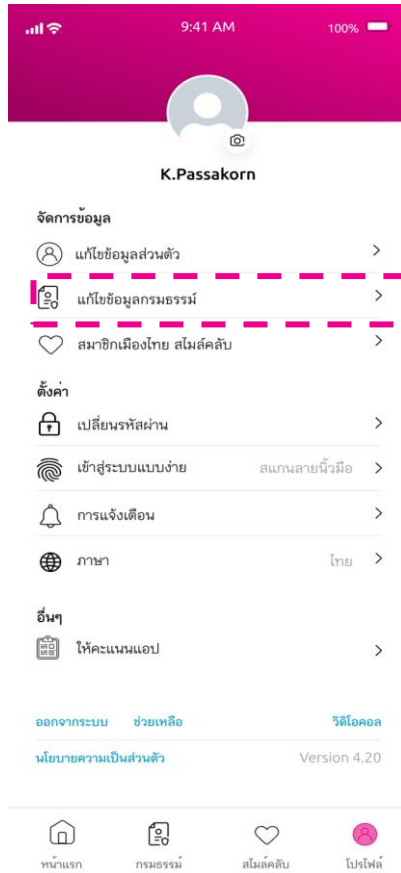 9:41 AM
100%
K.Passakorn
จัดการข้อมูล
แก้ไขข้อมูลส่วนตัว
แก้ไขข้อมูลกรมธรรม์
สมาชิกเมืองไทย สไมล์คลับ
ตั้งค่า
เปลี่ยนรหัสผ่าน
เข้าสู่ระบบแบบง่าย สแกนลายนิ้วมือ
การแจ้งเตือน
ภาษา ไทย
อื่นๆ
ให้คะแนนแอป
ออกจากระบบ ช่วยเหลือ วิดีโอคอล
นโยบายความเป็นส่วนตัว Version 4.20
หน้าแรก กรมธรรม์ สไมล์คลับ โปรไฟล์